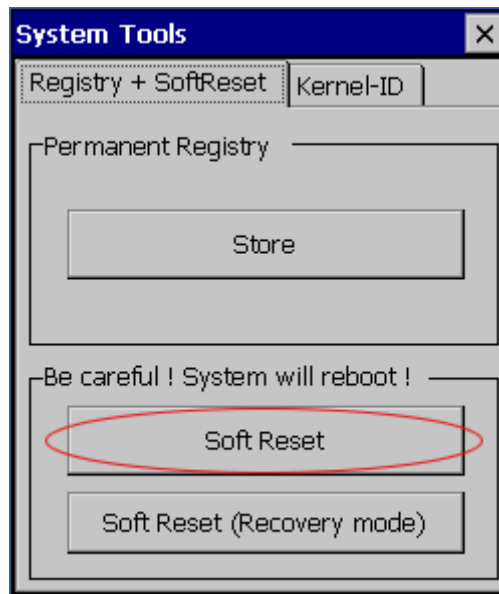 System Tools
Registry + SoftReset
Kernel-ID
Permanent Registry
Store
Be careful ! System will reboot !
Soft Reset
Soft Reset (Recovery mode)